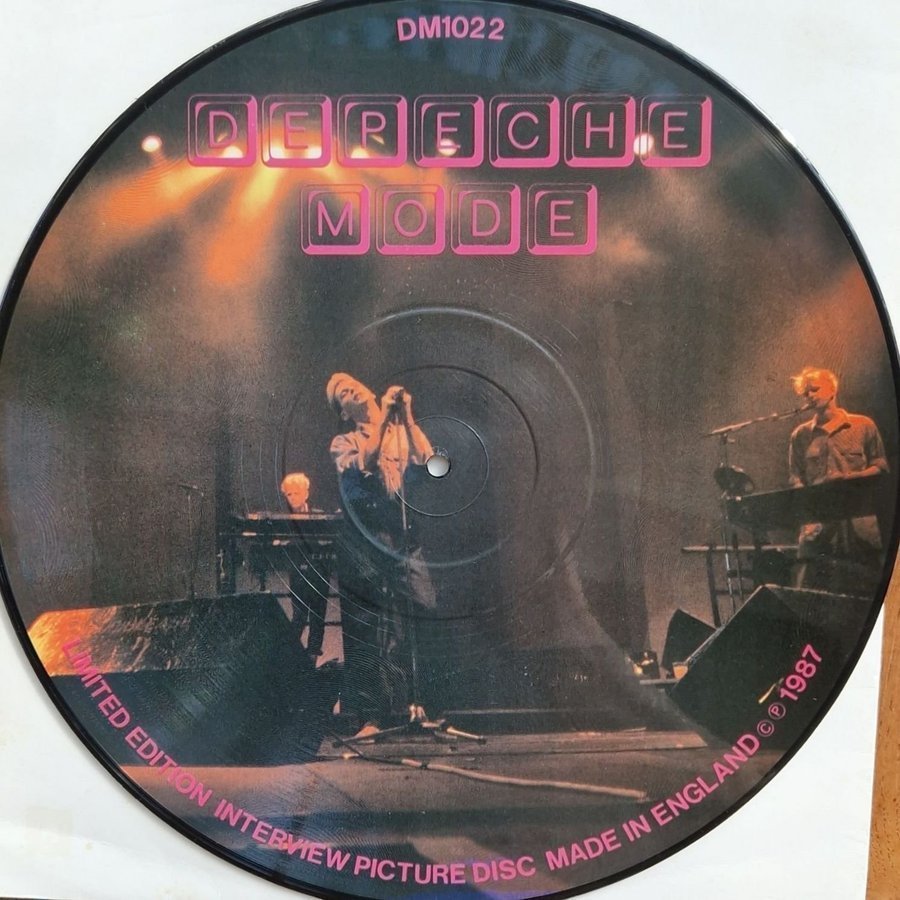 DM1022
DEPECHE
MODE
LIMITED EDITION INTERVIEW PICTURE DISC MADE IN ENGLAND © ℗ 1987